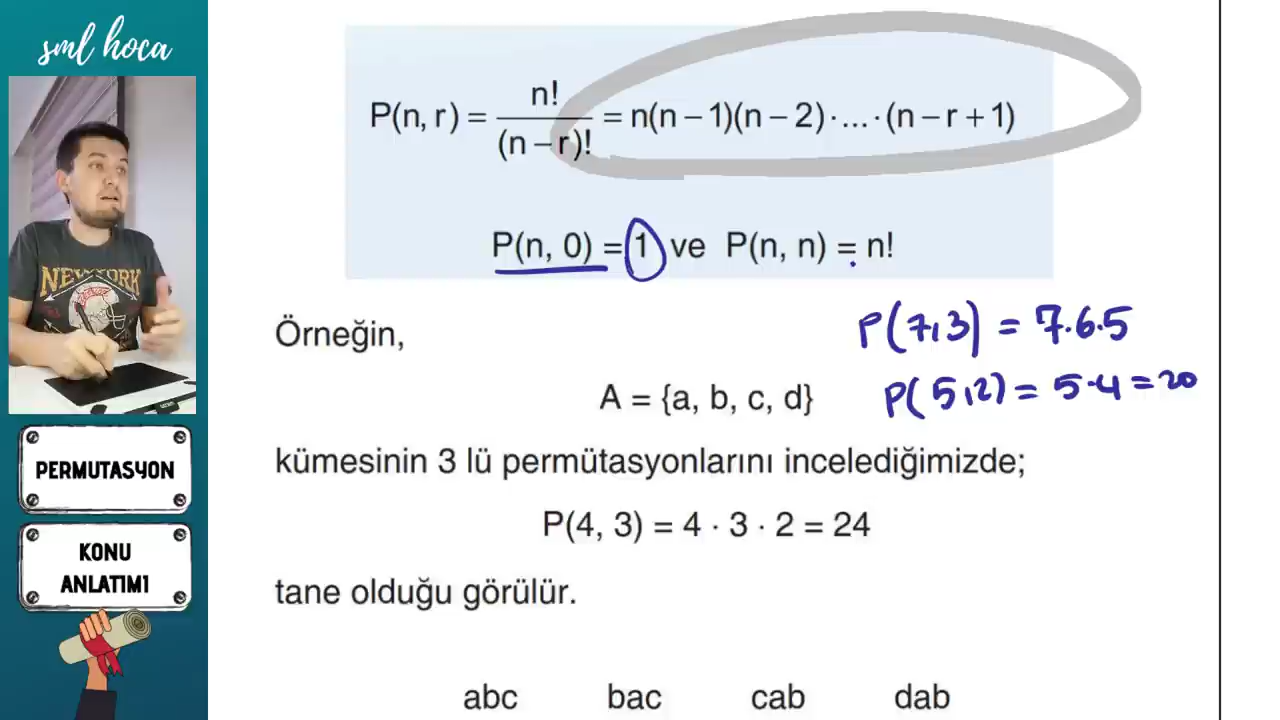 sml hoca
NEW YORK
PERMUTASYON
KONU
ANLATIMI
P(n, r) = n! / (n – r)! = n(n – 1)(n – 2) · ... · (n – r + 1)
P(n, 0) = 1 ve P(n, n) = n!
Örneğin,
P(7,3) = 7.6.5
A = {a, b, c, d}
P(5,2) = 5.4 = 20
kümesinin 3 lü permütasyonlarını incelediğimizde;
P(4, 3) = 4 · 3 · 2 = 24
tane olduğu görülür.
abc bac cab dab